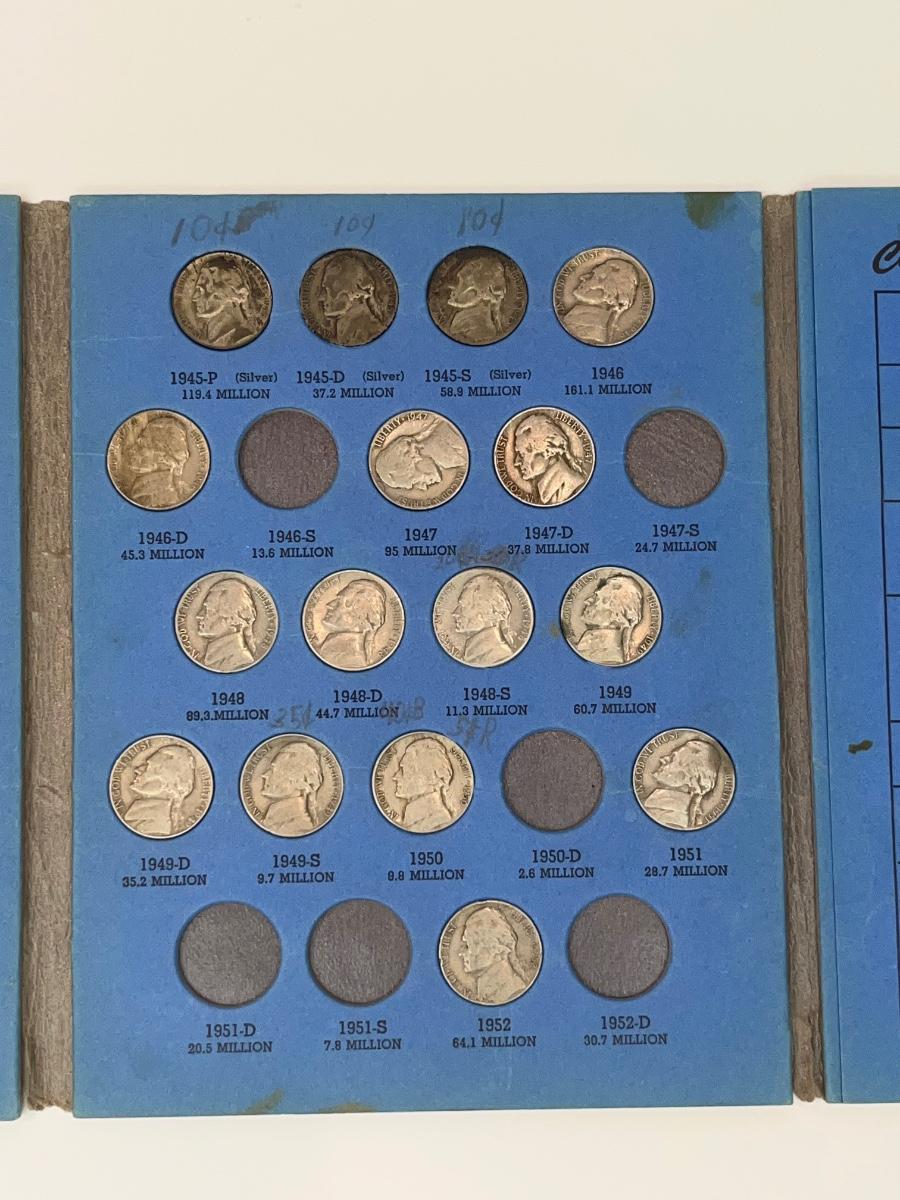 10¢ 10¢ 10¢
1945-P (Silver) 1945-D (Silver) 1945-S (Silver) 1946
119.4 MILLION 37.2 MILLION 58.9 MILLION 161.1 MILLION
LIBERTY 1947
1946-D 1946-S 1947 1947-D 1947-S
45.3 MILLION 13.6 MILLION 95 MILLION 37.8 MILLION 24.7 MILLION
1948 1948-D 1948-S 1949
89.3.MILLION 44.7 MILLION 11.3 MILLION 60.7 MILLION
35¢
1949-D 1949-S 1950 1950-D 1951
35.2 MILLION 9.7 MILLION 9.8 MILLION 2.6 MILLION 28.7 MILLION
1951-D 1951-S 1952 1952-D
20.5 MILLION 7.8 MILLION 64.1 MILLION 30.7 MILLION